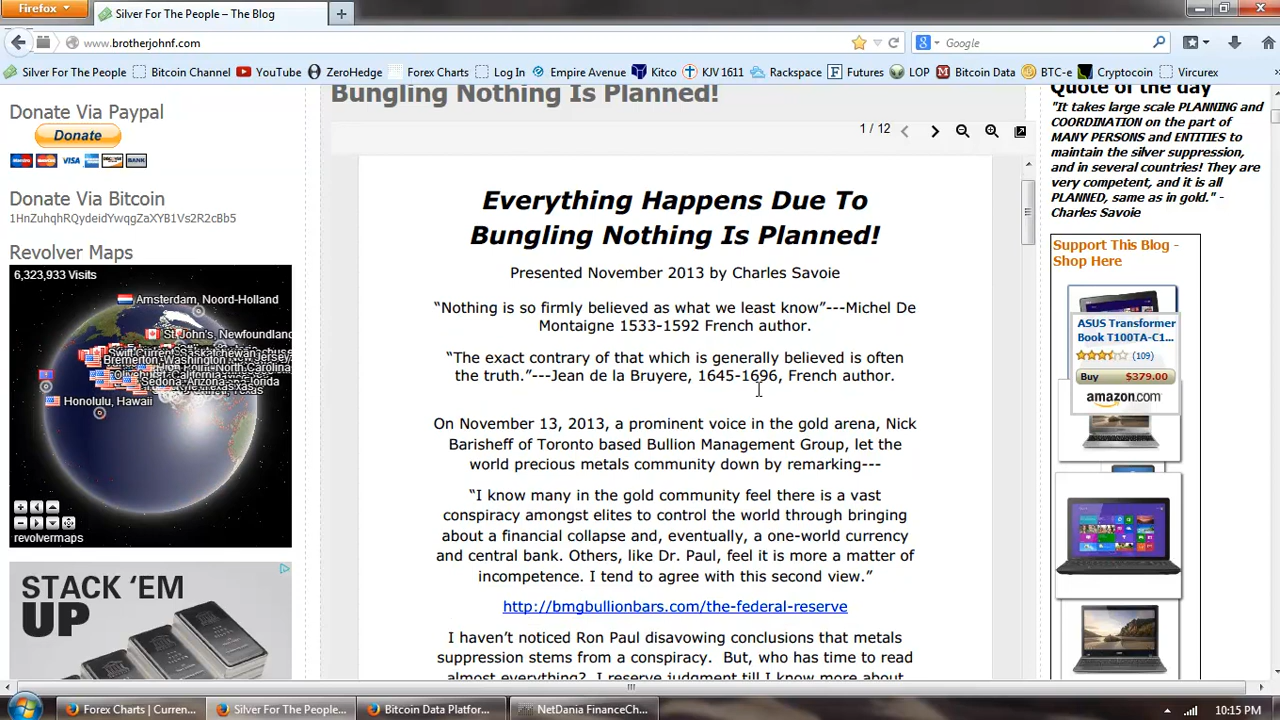 Firefox
Silver For The People – The Blog
www.brotherjohnf.com
Google
Silver For The People
Bitcoin Channel
YouTube
ZeroHedge
Forex Charts
Log In
Empire Avenue
Kitco
KJV 1611
Rackspace
Futures
LOP
Bitcoin Data
BTC-e
Cryptocoin
Vircurex
Donate Via Paypal
Donate
VISA
BANK
Donate Via Bitcoin
1HnZuhqhRQydeidYwqgZaXYB1Vs2R2cBb5
Revolver Maps
6,323,933 Visits
Amsterdam, Noord-Holland
St. John's, Newfoundland
Sedona, Arizona
Honolulu, Hawaii
revolvermaps
STACK 'EM
UP
Bungling Nothing Is Planned!
1 / 12
Everything Happens Due To
Bungling Nothing Is Planned!
Presented November 2013 by Charles Savoie
“Nothing is so firmly believed as what we least know”---Michel De
Montaigne 1533-1592 French author.
“The exact contrary of that which is generally believed is often
the truth.”---Jean de la Bruyere, 1645-1696, French author.
On November 13, 2013, a prominent voice in the gold arena, Nick
Barisheff of Toronto based Bullion Management Group, let the
world precious metals community down by remarking---
“I know many in the gold community feel there is a vast
conspiracy amongst elites to control the world through bringing
about a financial collapse and, eventually, a one-world currency
and central bank. Others, like Dr. Paul, feel it is more a matter of
incompetence. I tend to agree with this second view.”
http://bmgbullionbars.com/the-federal-reserve
I haven’t noticed Ron Paul disavowing conclusions that metals
suppression stems from a conspiracy. But, who has time to read
almost everything? I reserve judgment till I know more about
Quote of the day
"It takes large scale PLANNING and
COORDINATION on the part of
MANY PERSONS and ENTITIES to
maintain the silver suppression,
and in several countries! They are
very competent, and it is all
PLANNED, same as in gold." -
Charles Savoie
Support This Blog -
Shop Here
ASUS Transformer
Book T100TA-C1...
(109)
Buy $379.00
amazon.com
Forex Charts | Curren...
Silver For The People...
Bitcoin Data Platfor...
NetDania FinanceCh...
10:15 PM